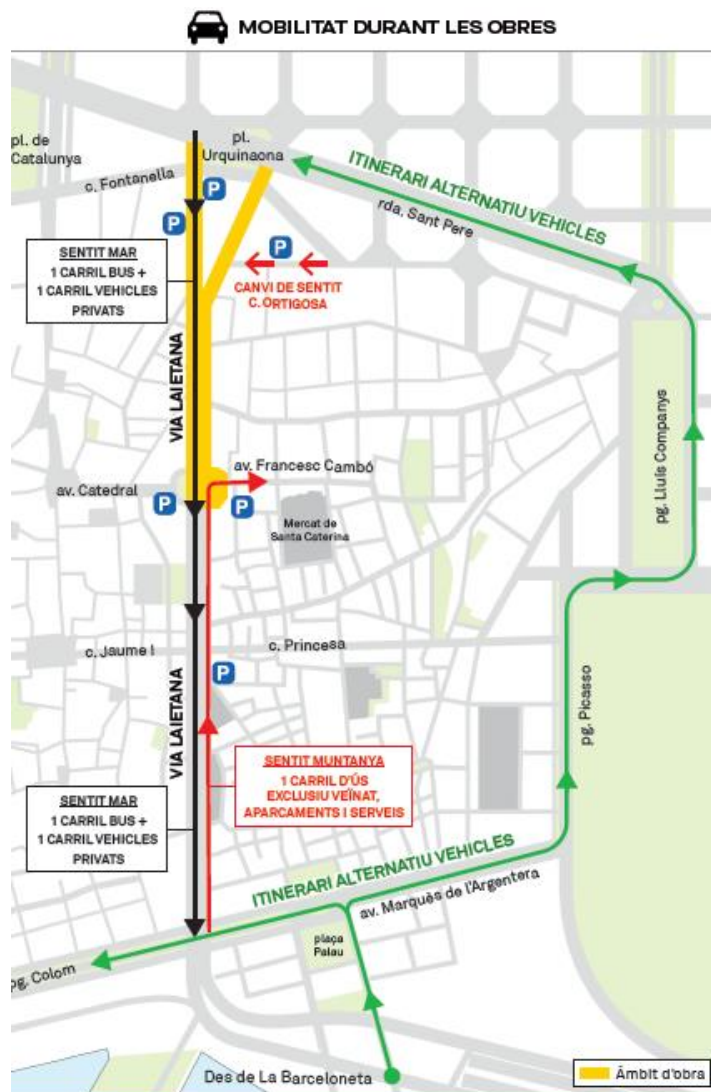 MOBILITAT DURANT LES OBRES
pl. de
Catalunya
pl.
Urquinaona
c. Fontanella
P
P
P
ITINERARI ALTERNATIU VEHICLES
rda. Sant Pere
SENTIT MAR
1 CARRIL BUS +
1 CARRIL VEHICLES
PRIVATS
CANVI DE SENTIT
C. ORTIGOSA
VIA LAIETANA
pg. Lluís Companys
av. Francesc Cambó
av. Catedral
P
P
Mercat de
Santa Caterina
c. Jaume I
c. Princesa
P
VIA LAIETANA
pg. Picasso
SENTIT MUNTANYA
1 CARRIL D'ÚS
EXCLUSIU VEÏNAT,
APARCAMENTS I SERVEIS
SENTIT MAR
1 CARRIL BUS +
1 CARRIL VEHICLES
PRIVATS
ITINERARI ALTERNATIU VEHICLES
av. Marquès de l'Argentera
plaça
Palau
pg. Colom
Des de La Barceloneta
Àmbit d'obra